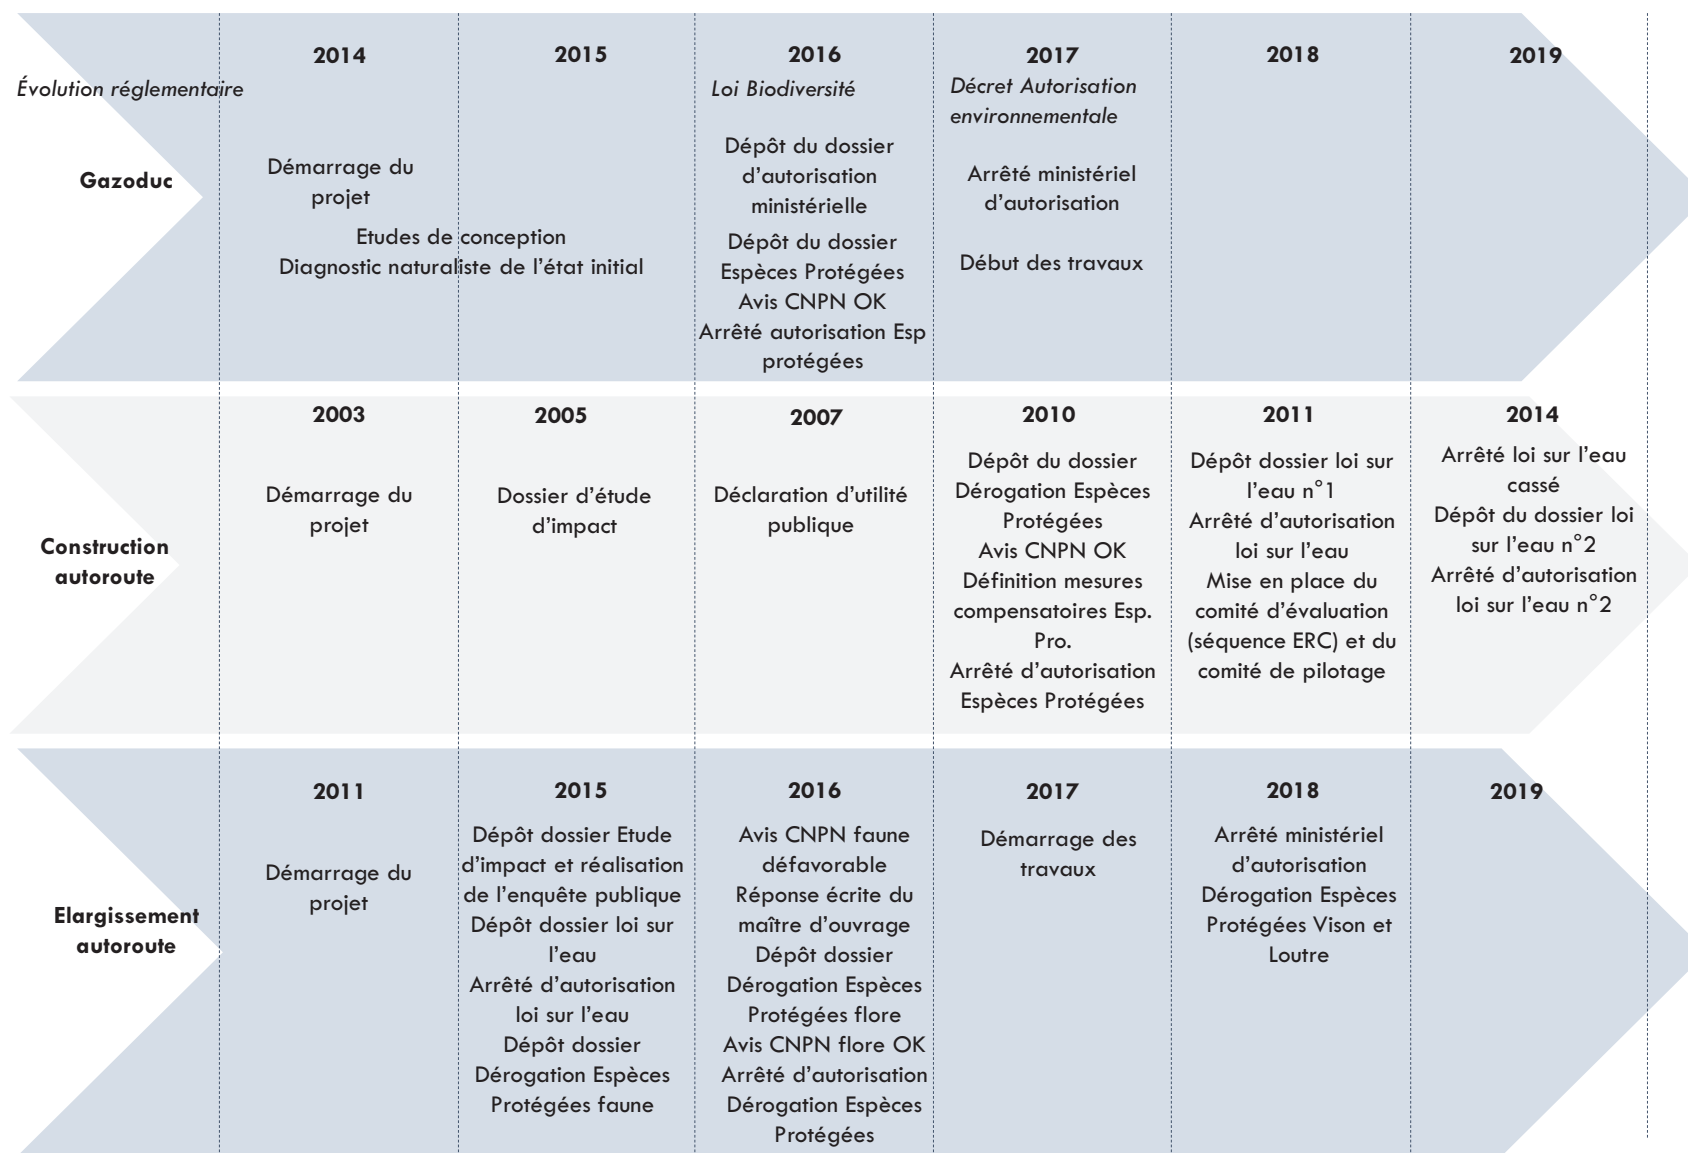 2014
2015
2016
2017
2018
2019
Évolution réglementaire
Loi Biodiversité
Décret Autorisation
environnementale
Gazoduc
Démarrage du
projet
Etudes de conception
Diagnostic naturaliste de l’état initial
Dépôt du dossier
d'autorisation
ministérielle
Dépôt du dossier
Espèces Protégées
Avis CNPN OK
Arrêté autorisation Esp
protégées
Arrêté ministériel
d’autorisation
Début des travaux
2003
2005
2007
2010
2011
2014
Construction
autoroute
Démarrage du
projet
Dossier d’étude
d’impact
Déclaration d’utilité
publique
Dépôt du dossier
Dérogation Espèces
Protégées
Avis CNPN OK
Définition mesures
compensatoires Esp.
Pro.
Arrêté d’autorisation
Espèces Protégées
Dépôt dossier loi sur
l’eau n°1
Arrêté d’autorisation
loi sur l’eau
Mise en place du
comité d’évaluation
(séquence ERC) et du
comité de pilotage
Arrêté loi sur l’eau
cassé
Dépôt du dossier loi
sur l’eau n°2
Arrêté d’autorisation
loi sur l’eau n°2
2011
2015
2016
2017
2018
2019
Elargissement
autoroute
Démarrage du
projet
Dépôt dossier Etude
d’impact et réalisation
de l’enquête publique
Dépôt dossier loi sur
l’eau
Arrêté d’autorisation
loi sur l’eau
Dépôt dossier
Dérogation Espèces
Protégées faune
Avis CNPN faune
défavorable
Réponse écrite du
maître d’ouvrage
Dépôt dossier
Dérogation Espèces
Protégées flore
Avis CNPN flore OK
Arrêté d’autorisation
Dérogation Espèces
Protégées
Démarrage des
travaux
Arrêté ministériel
d’autorisation
Dérogation Espèces
Protégées Vison et
Loutre